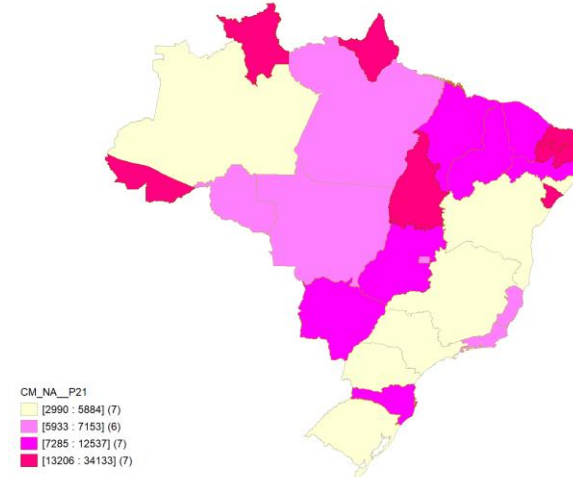 CM_NA__P21
[2990 : 5884] (7)
[5933 : 7153] (6)
[7285 : 12537] (7)
[13206 : 34133] (7)